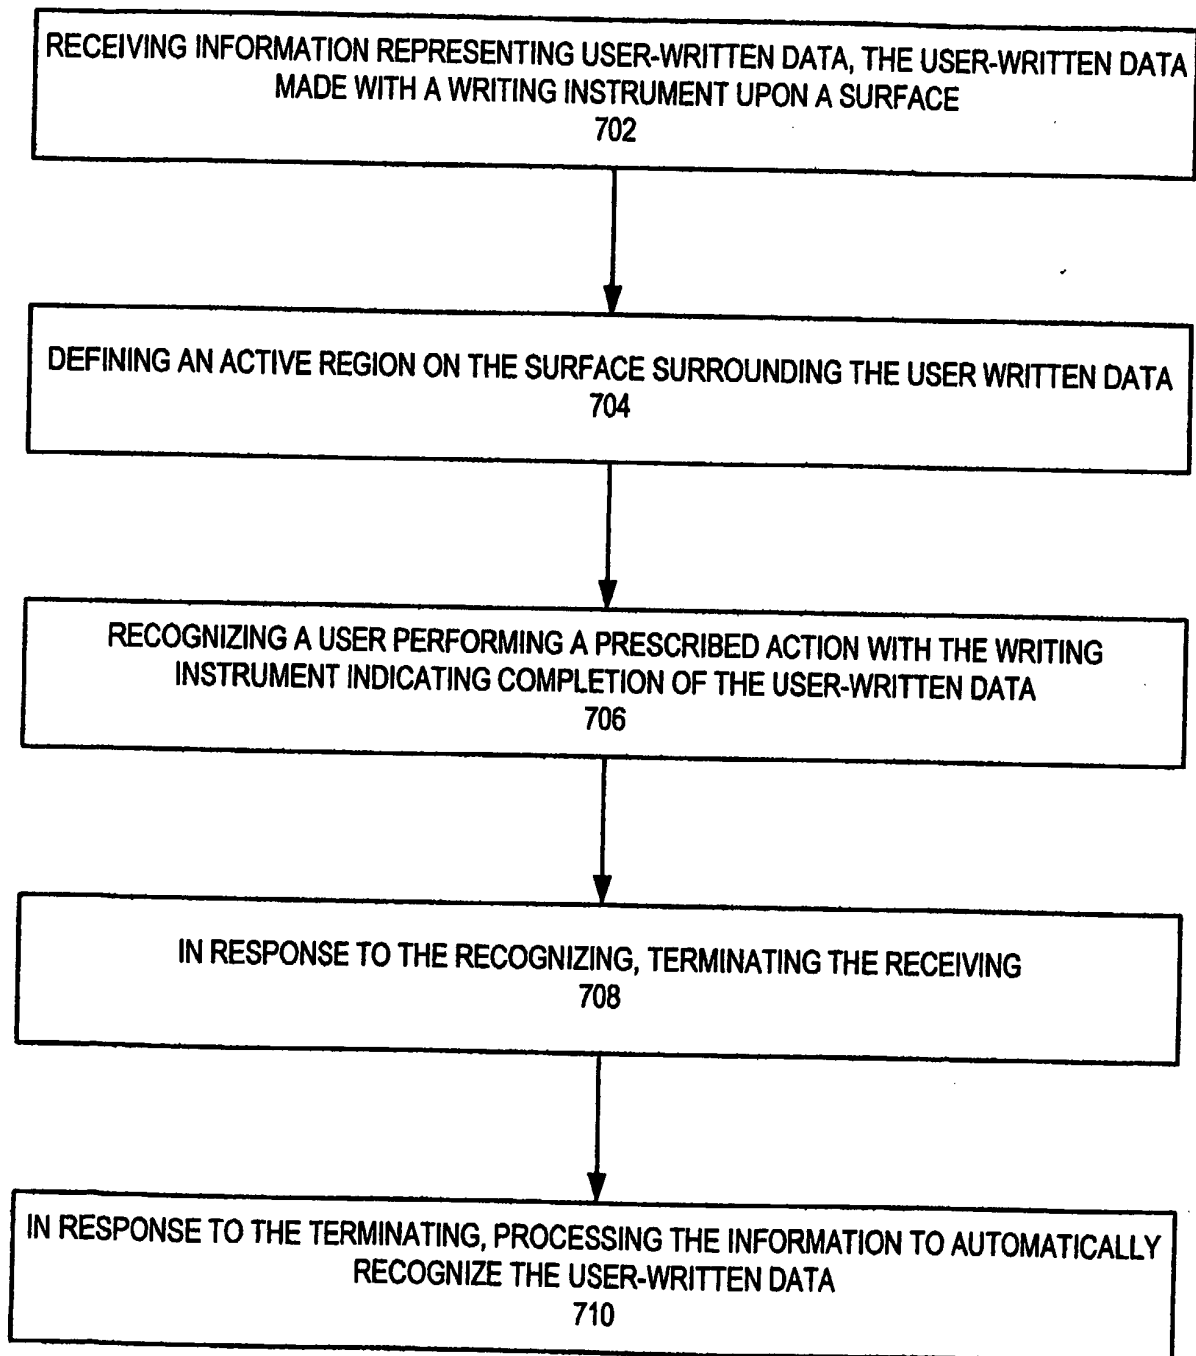 RECEIVING INFORMATION REPRESENTING USER-WRITTEN DATA, THE USER-WRITTEN DATA
MADE WITH A WRITING INSTRUMENT UPON A SURFACE
702
DEFINING AN ACTIVE REGION ON THE SURFACE SURROUNDING THE USER WRITTEN DATA
704
RECOGNIZING A USER PERFORMING A PRESCRIBED ACTION WITH THE WRITING
INSTRUMENT INDICATING COMPLETION OF THE USER-WRITTEN DATA
706
IN RESPONSE TO THE RECOGNIZING, TERMINATING THE RECEIVING
708
IN RESPONSE TO THE TERMINATING, PROCESSING THE INFORMATION TO AUTOMATICALLY
RECOGNIZE THE USER-WRITTEN DATA
710